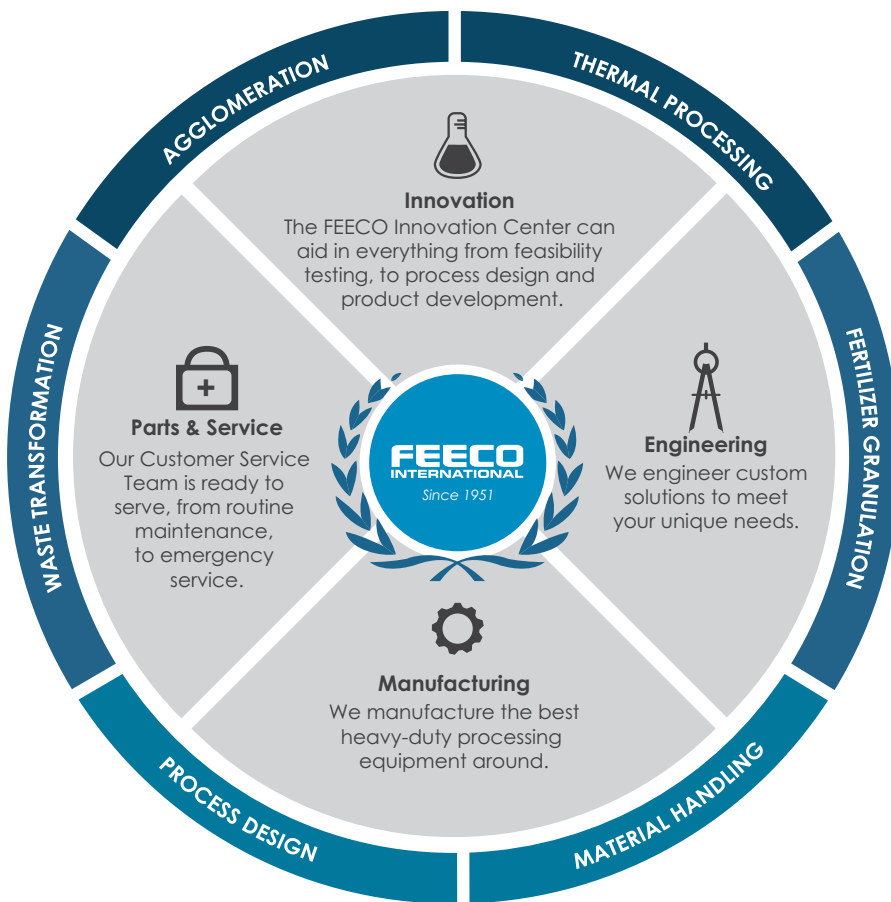 AGGLOMERATION
THERMAL PROCESSING
Innovation
The FEECO Innovation Center can
aid in everything from feasibility
testing, to process design and
product development.
WASTE TRANSFORMATION
Parts & Service
Our Customer Service
Team is ready to
serve, from routine
maintenance,
to emergency
service.
FEECO
INTERNATIONAL
Since 1951
Engineering
We engineer custom
solutions to meet
your unique needs.
FERTILIZER GRANULATION
Manufacturing
We manufacture the best
heavy-duty processing
equipment around.
PROCESS DESIGN
MATERIAL HANDLING